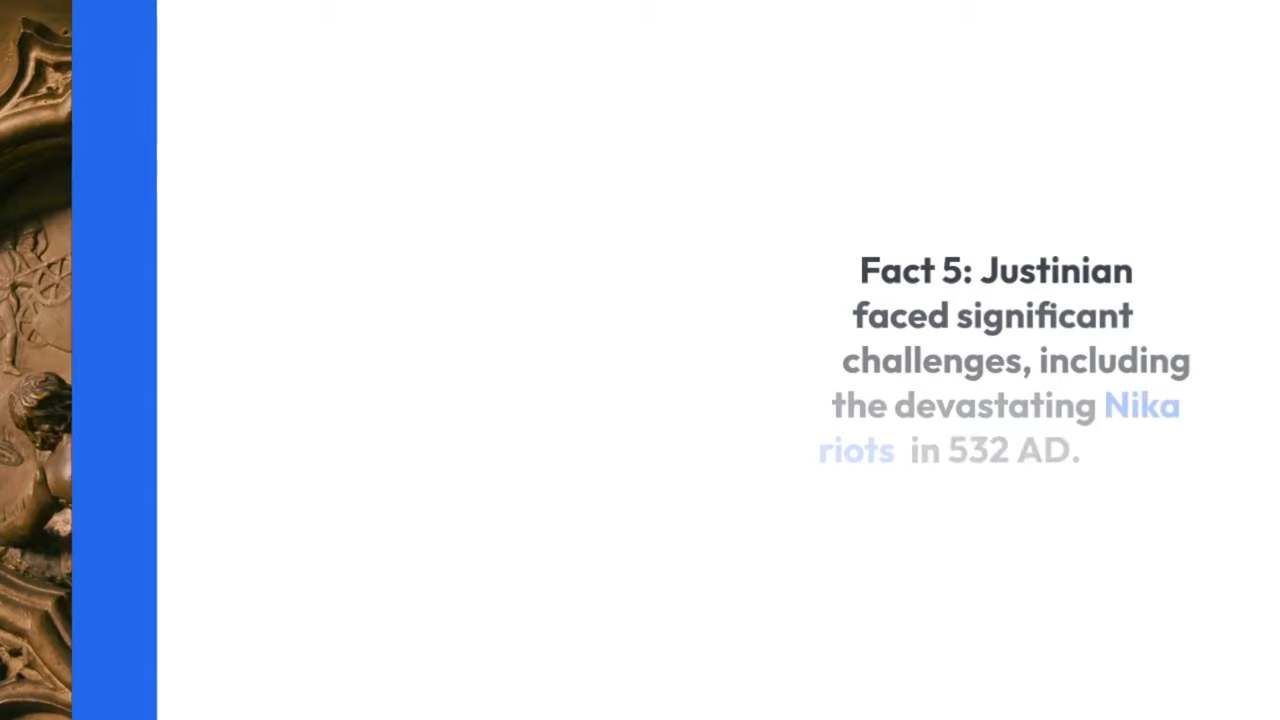 Fact 5: Justinian
faced significant
challenges, including
the devastating Nika
riots in 532 AD.